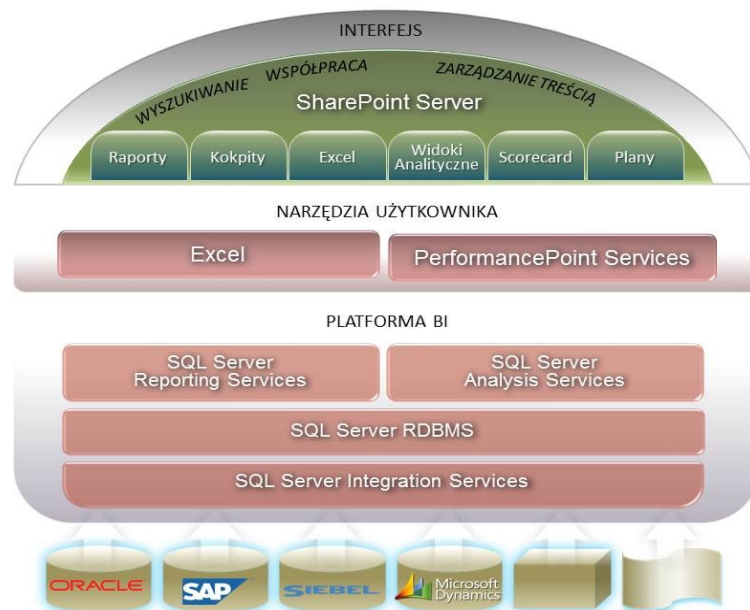 INTERFEJS
WYSZUKIWANIE WSPÓŁPRACA ZARZĄDZANIE TREŚCIĄ
SharePoint Server
Raporty Kokpity Excel Widoki Analityczne Scorecard Plany
NARZĘDZIA UŻYTKOWNIKA
Excel PerformancePoint Services
PLATFORMA BI
SQL Server
Reporting Services
SQL Server
Analysis Services
SQL Server RDBMS
SQL Server Integration Services
ORACLE SAP SIEBEL Microsoft
Dynamics